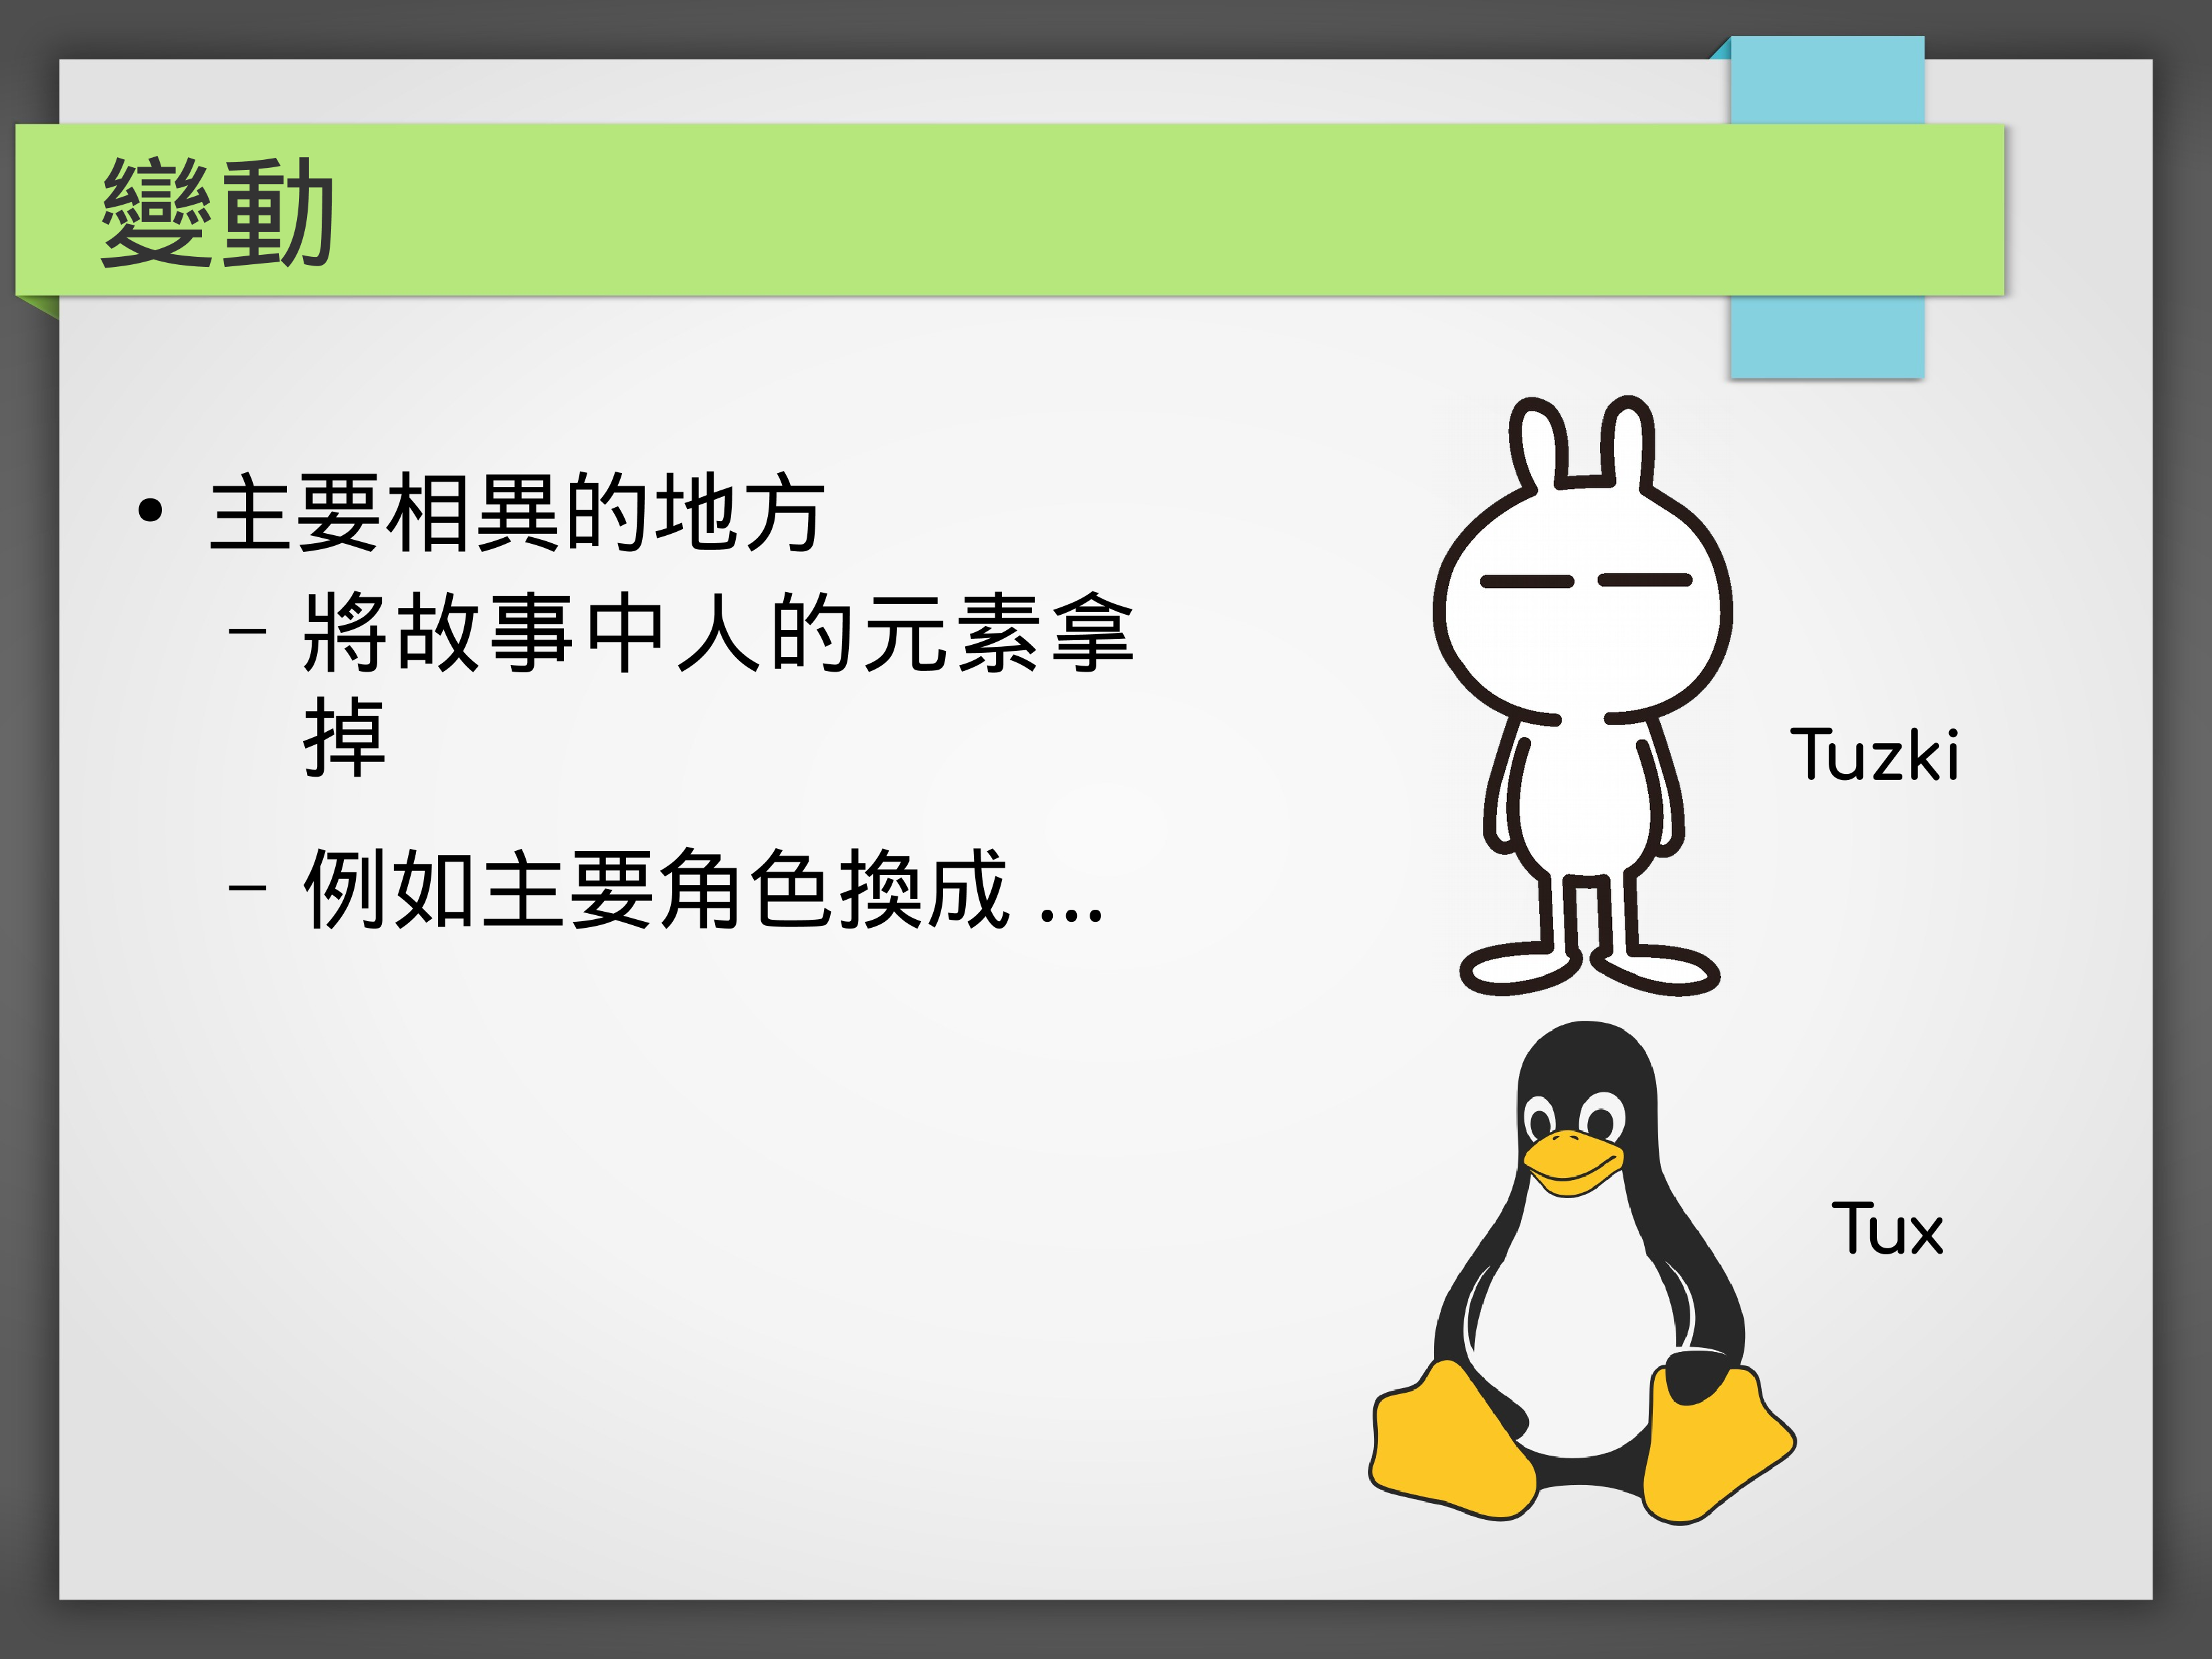 變動
• 主要相異的地方
– 將故事中人的元素拿
掉
– 例如主要角色換成 ...
Tuzki
Tux